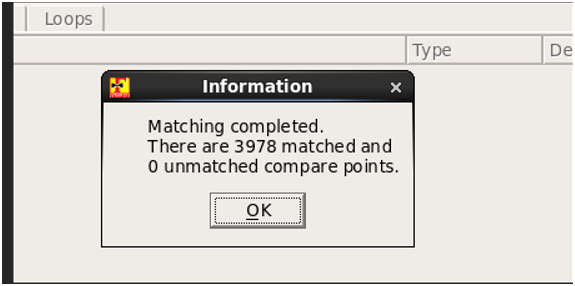 Loops
Type
De
Information
Matching completed.
There are 3978 matched and
0 unmatched compare points.
OK